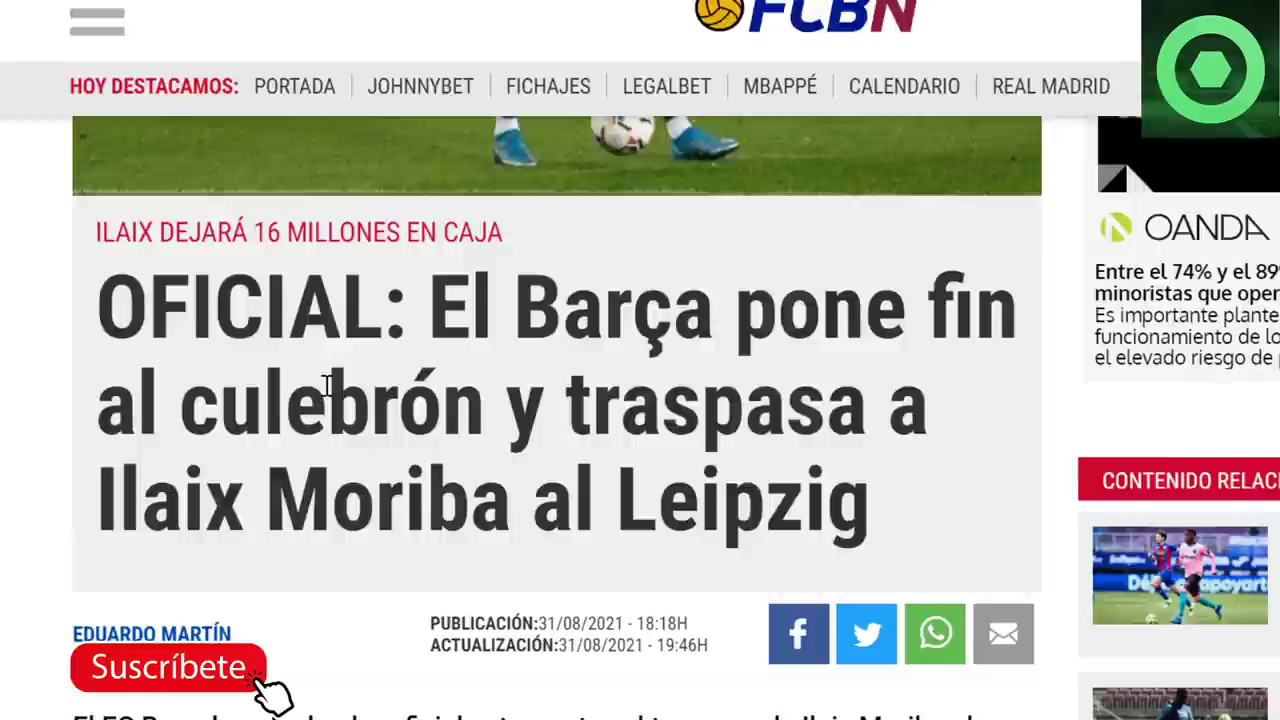 FCBN
HOY DESTACAMOS: PORTADA JOHNNYBET FICHAJES LEGALBET MBAPPÉ CALENDARIO REAL MADRID
ILAIX DEJARÁ 16 MILLONES EN CAJA
OFICIAL: El Barça pone fin
al culebrón y traspasa a
Ilaix Moriba al Leipzig
EDUARDO MARTÍN
PUBLICACIÓN:31/08/2021 - 18:18H
ACTUALIZACIÓN:31/08/2021 - 19:46H
Suscríbete
OANDA
Entre el 74% y el 89
minoristas que oper
Es importante plante
funcionamiento de lo
el elevado riesgo de
CONTENIDO RELAC